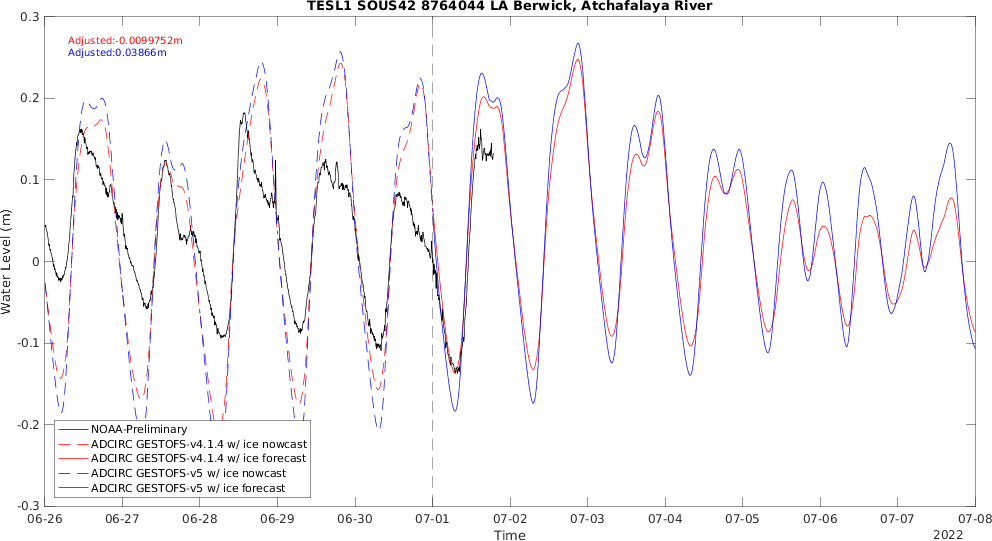 TESL1 SOUS42 8764044 LA Berwick, Atchafalaya River
Adjusted:-0.0099752m
Adjusted:0.03866m
0.3
0.2
0.1
0
-0.1
-0.2
-0.3
Water Level (m)
NOAA-Preliminary
ADCIRC GESTOFS-v4.1.4 w/ ice nowcast
ADCIRC GESTOFS-v4.1.4 w/ ice forecast
ADCIRC GESTOFS-v5 w/ ice nowcast
ADCIRC GESTOFS-v5 w/ ice forecast
06-26 06-27 06-28 06-29 06-30 07-01 07-02 07-03 07-04 07-05 07-06 07-07 07-08
Time
2022